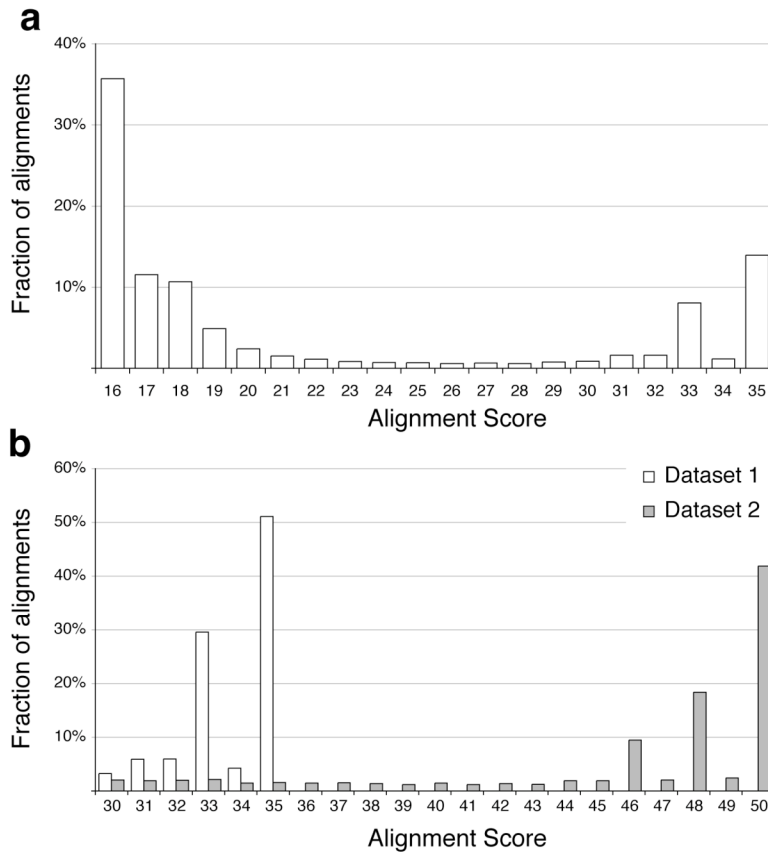 a
40%
30%
20%
10%
Fraction of alignments
16 17 18 19 20 21 22 23 24 25 26 27 28 29 30 31 32 33 34 35
Alignment Score
b
60%
50%
40%
30%
20%
10%
Fraction of alignments
Dataset 1
Dataset 2
30 31 32 33 34 35 36 37 38 39 40 41 42 43 44 45 46 47 48 49 50
Alignment Score